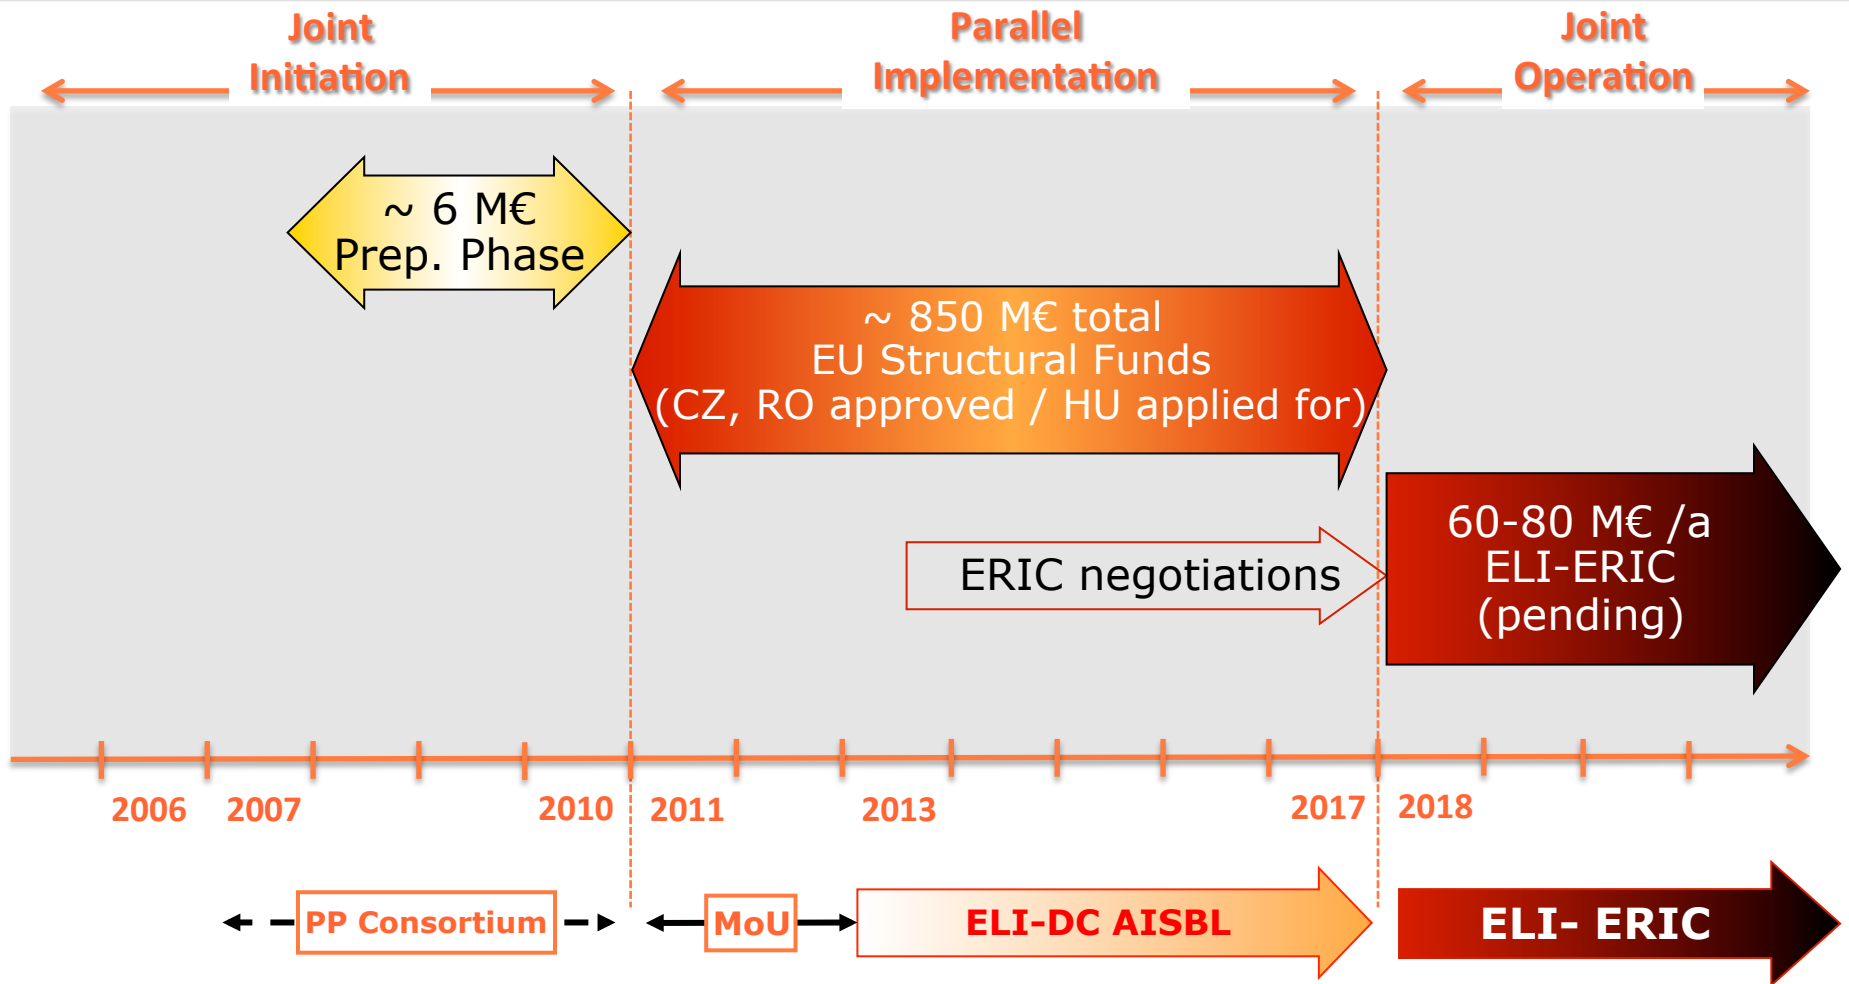 Joint
Initiation
Parallel
Implementation
Joint
Operation
~ 6 M€
Prep. Phase
~ 850 M€ total
EU Structural Funds
(CZ, RO approved / HU applied for)
ERIC negotiations
60-80 M€ /a
ELI-ERIC
(pending)
2006 2007 2010 2011 2013 2017 2018
PP Consortium
MoU
ELI-DC AISBL
ELI- ERIC